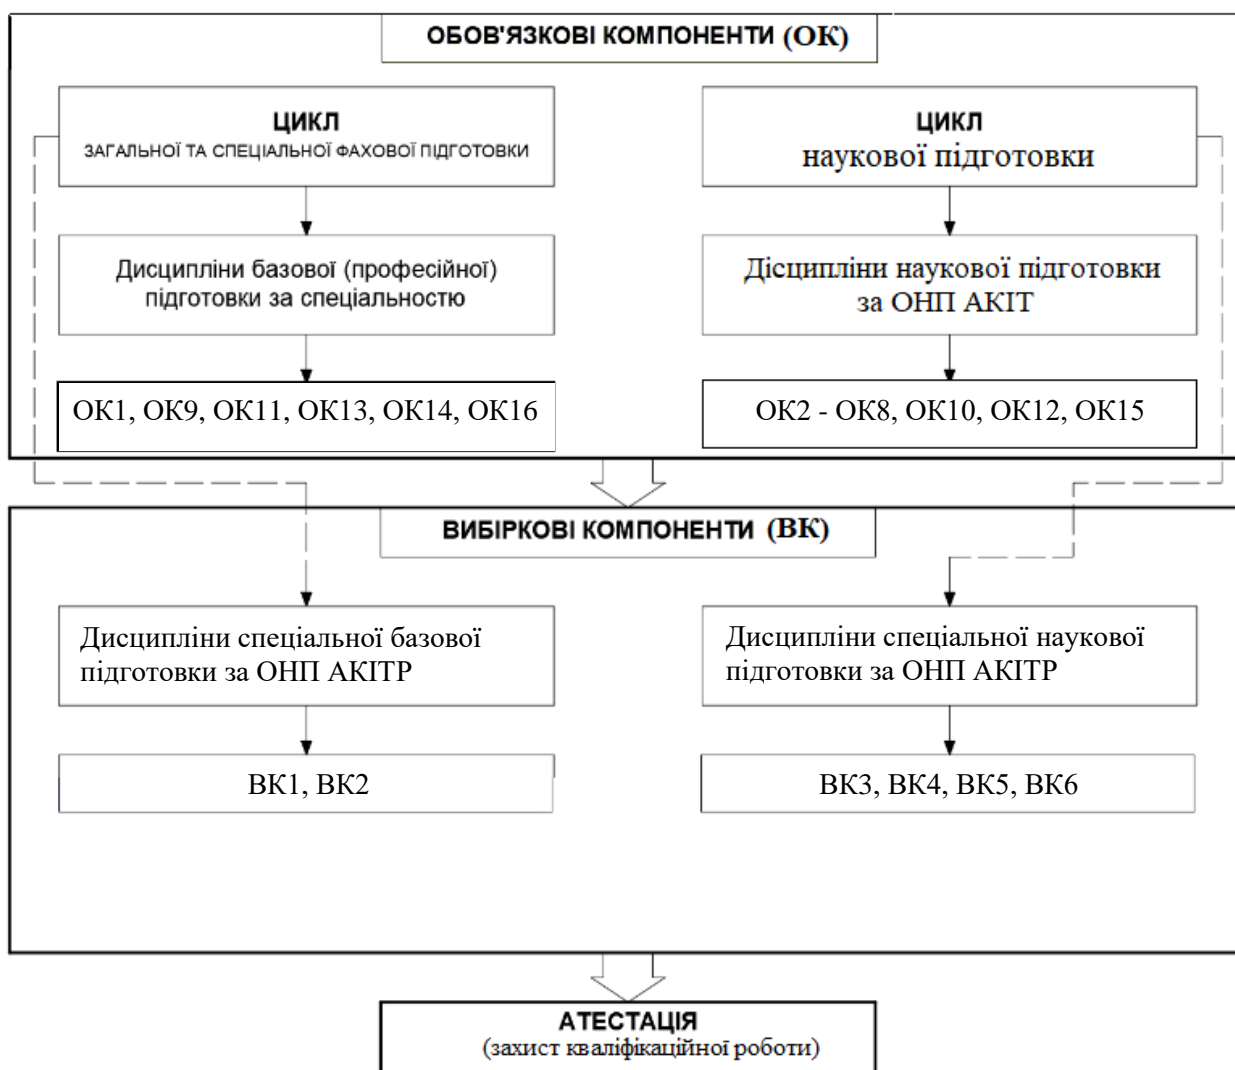 ОБОВ'ЯЗКОВІ КОМПОНЕНТИ (ОК)
ЦИКЛ
ЗАГАЛЬНОЇ ТА СПЕЦІАЛЬНОЇ ФАХОВОЇ ПІДГОТОВКИ
ЦИКЛ
наукової підготовки
Дисципліни базової (професійної)
підготовки за спеціальностю
Дісципліни наукової підготовки
за ОНП АКІТ
ОК1, ОК9, ОК11, ОК13, ОК14, ОК16
ОК2 - ОК8, ОК10, ОК12, ОК15
ВИБІРКОВІ КОМПОНЕНТИ (ВК)
Дисципліни спеціальної базової
підготовки за ОНП АКІТР
Дисципліни спеціальної наукової
підготовки за ОНП АКІТР
ВК1, ВК2
ВК3, ВК4, ВК5, ВК6
АТЕСТАЦІЯ
(захист кваліфікаційної роботи)